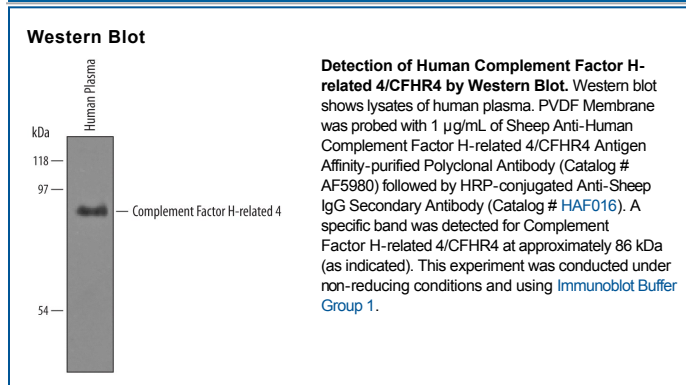 Western Blot
Human Plasma
kDa
118
97
Complement Factor H-related 4
54
Detection of Human Complement Factor H-
related 4/CFHR4 by Western Blot. Western blot
shows lysates of human plasma. PVDF Membrane
was probed with 1 µg/mL of Sheep Anti-Human
Complement Factor H-related 4/CFHR4 Antigen
Affinity-purified Polyclonal Antibody (Catalog #
AF5980) followed by HRP-conjugated Anti-Sheep
IgG Secondary Antibody (Catalog # HAF016). A
specific band was detected for Complement
Factor H-related 4/CFHR4 at approximately 86 kDa
(as indicated). This experiment was conducted under
non-reducing conditions and using Immunoblot Buffer
Group 1.